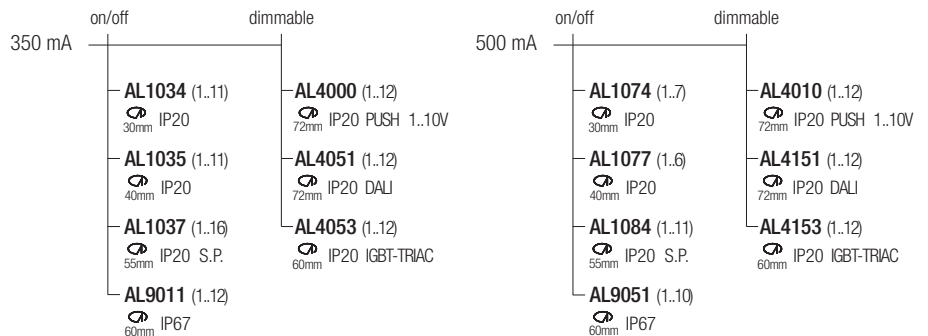 on/off dimmable
350 mA
AL1034 (1..11)
30mm IP20
AL1035 (1..11)
40mm IP20
AL1037 (1..16)
55mm IP20 S.P.
AL9011 (1..12)
60mm IP67
AL4000 (1..12)
72mm IP20 PUSH 1..10V
AL4051 (1..12)
72mm IP20 DALI
AL4053 (1..12)
60mm IP20 IGBT-TRIAC
on/off dimmable
500 mA
AL1074 (1..7)
30mm IP20
AL1077 (1..6)
40mm IP20
AL1084 (1..11)
55mm IP20 S.P.
AL9051 (1..10)
60mm IP67
AL4010 (1..12)
72mm IP20 PUSH 1..10V
AL4151 (1..12)
72mm IP20 DALI
AL4153 (1..12)
60mm IP20 IGBT-TRIAC